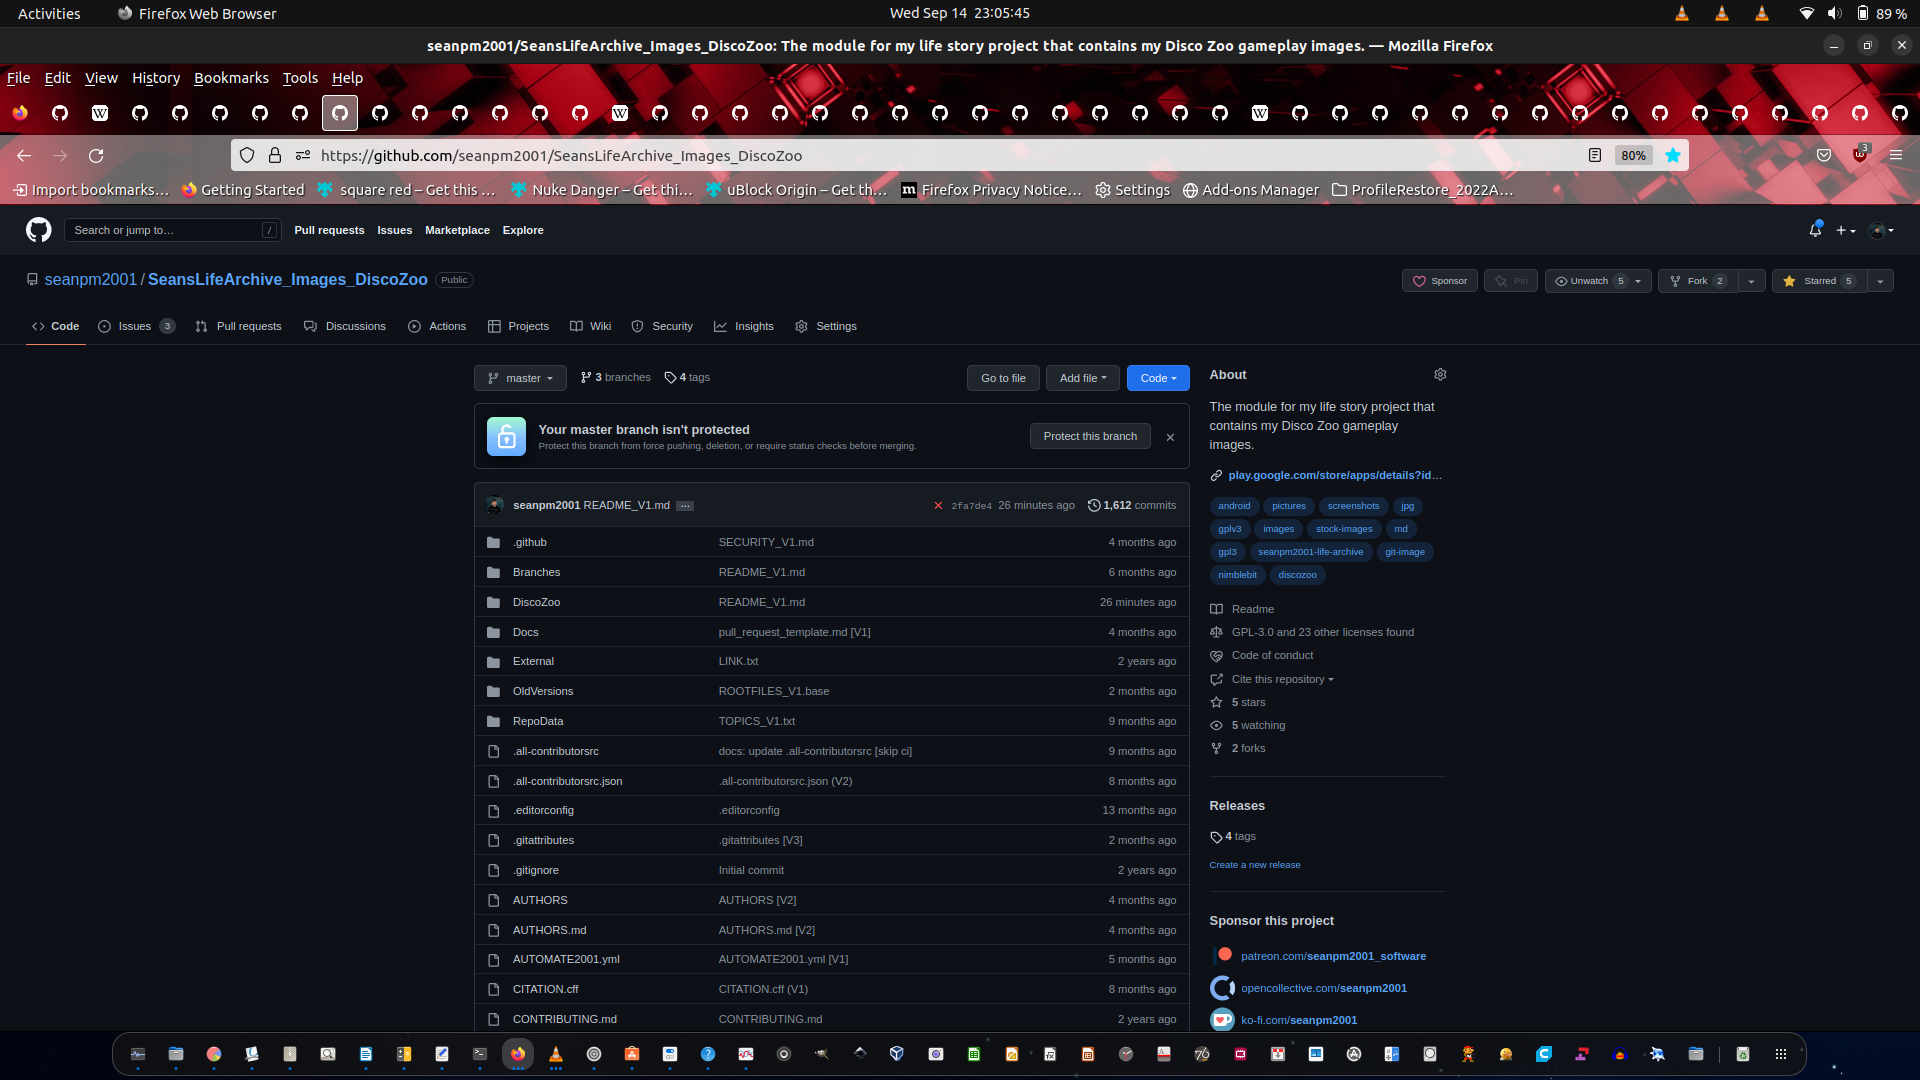 Activities Firefox Web Browser Wed Sep 14 23:05:45 89 %
seanpm2001/SeansLifeArchive_Images_DiscoZoo: The module for my life story project that contains my Disco Zoo gameplay images. — Mozilla Firefox
File Edit View History Bookmarks Tools Help
https://github.com/seanpm2001/SeansLifeArchive_Images_DiscoZoo 80% 3
Import bookmarks… Getting Started square red – Get this … Nuke Danger – Get thi… uBlock Origin – Get th… Firefox Privacy Notice… Settings Add-ons Manager ProfileRestore_2022A…
Search or jump to… / Pull requests Issues Marketplace Explore
seanpm2001 / SeansLifeArchive_Images_DiscoZoo Public Sponsor Pin Unwatch 5 Fork 2 Starred 5
Code Issues 3 Pull requests Discussions Actions Projects Wiki Security Insights Settings
master 3 branches 4 tags Go to file Add file Code
Your master branch isn't protected
Protect this branch from force pushing, deletion, or require status checks before merging.
Protect this branch
seanpm2001 README_V1.md … 2fa7de4 26 minutes ago 1,612 commits
.github SECURITY_V1.md 4 months ago
Branches README_V1.md 6 months ago
DiscoZoo README_V1.md 26 minutes ago
Docs pull_request_template.md [V1] 4 months ago
External LINK.txt 2 years ago
OldVersions ROOTFILES_V1.base 2 months ago
RepoData TOPICS_V1.txt 9 months ago
.all-contributorsrc docs: update .all-contributorsrc [skip ci] 9 months ago
.all-contributorsrc.json .all-contributorsrc.json (V2) 8 months ago
.editorconfig .editorconfig 13 months ago
.gitattributes .gitattributes [V3] 2 months ago
.gitignore Initial commit 2 years ago
AUTHORS AUTHORS [V2] 4 months ago
AUTHORS.md AUTHORS.md [V2] 4 months ago
AUTOMATE2001.yml AUTOMATE2001.yml [V1] 5 months ago
CITATION.cff CITATION.cff (V1) 8 months ago
CONTRIBUTING.md CONTRIBUTING.md 2 years ago
About
The module for my life story project that
contains my Disco Zoo gameplay
images.
play.google.com/store/apps/details?id…
android pictures screenshots jpg
gplv3 images stock-images md
gpl3 seanpm2001-life-archive git-image
nimblebit discozoo
Readme
GPL-3.0 and 23 other licenses found
Code of conduct
Cite this repository
5 stars
5 watching
2 forks
Releases
4 tags
Create a new release
Sponsor this project
patreon.com/seanpm2001_software
opencollective.com/seanpm2001
ko-fi.com/seanpm2001